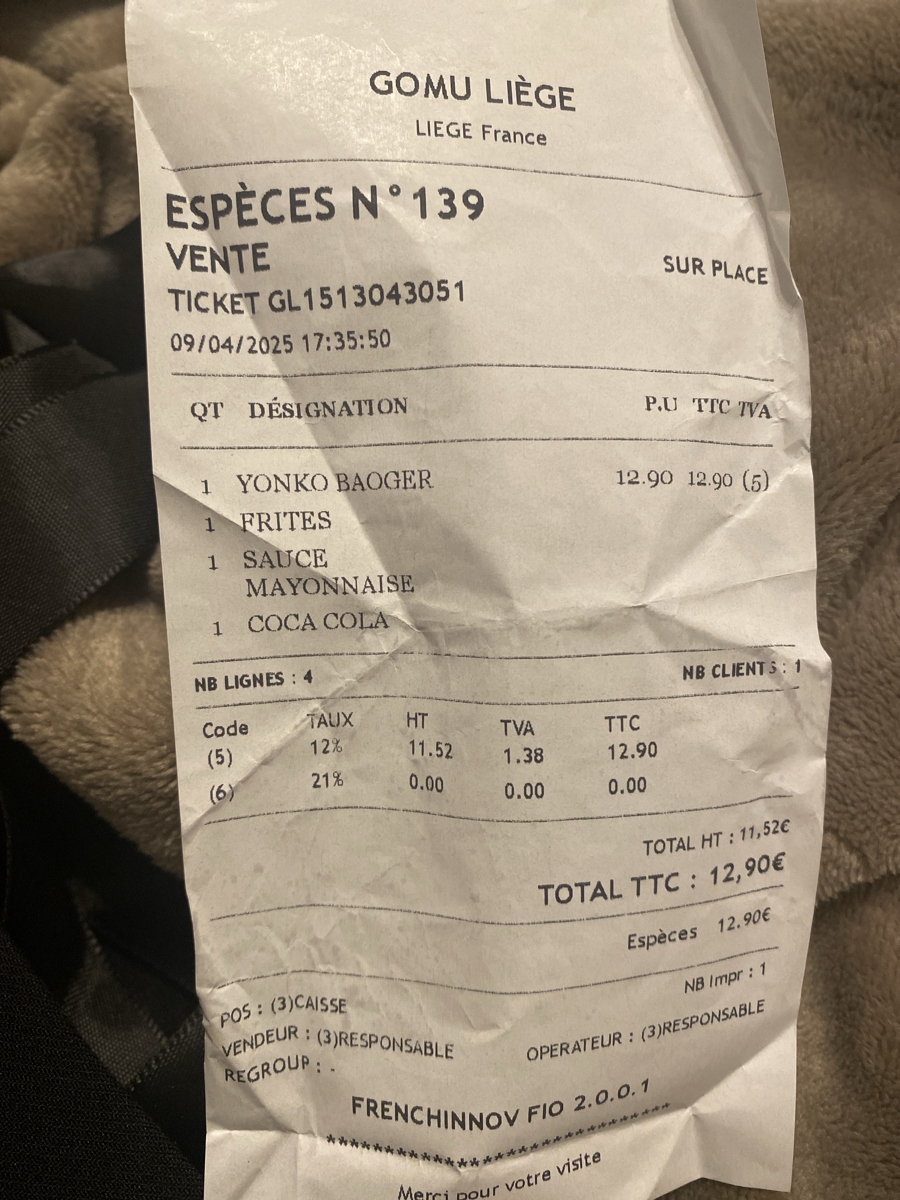 GOMU LIÈGE
LIEGE France
ESPÈCES N°139
VENTE
SUR PLACE
TICKET GL1513043051
09/04/2025 17:35:50
QT DÉSIGNATION P.U TTC TVA
1 YONKO BAOGER 12.90 12.90 (5)
1 FRITES
1 SAUCE
MAYONNAISE
1 COCA COLA
NB LIGNES : 4 NB CLIENTS : 1
Code TAUX HT TVA TTC
(5) 12% 11.52 1.38 12.90
(6) 21% 0.00 0.00 0.00
TOTAL HT : 11,52€
TOTAL TTC : 12,90€
Espèces 12.90€
NB Impr : 1
POS : (3)CAISSE
VENDEUR : (3)RESPONSABLE OPERATEUR : (3)RESPONSABLE
REGROUP : -
FRENCHINNOV FIO 2.0.0.1
****************************************
Merci pour votre visite